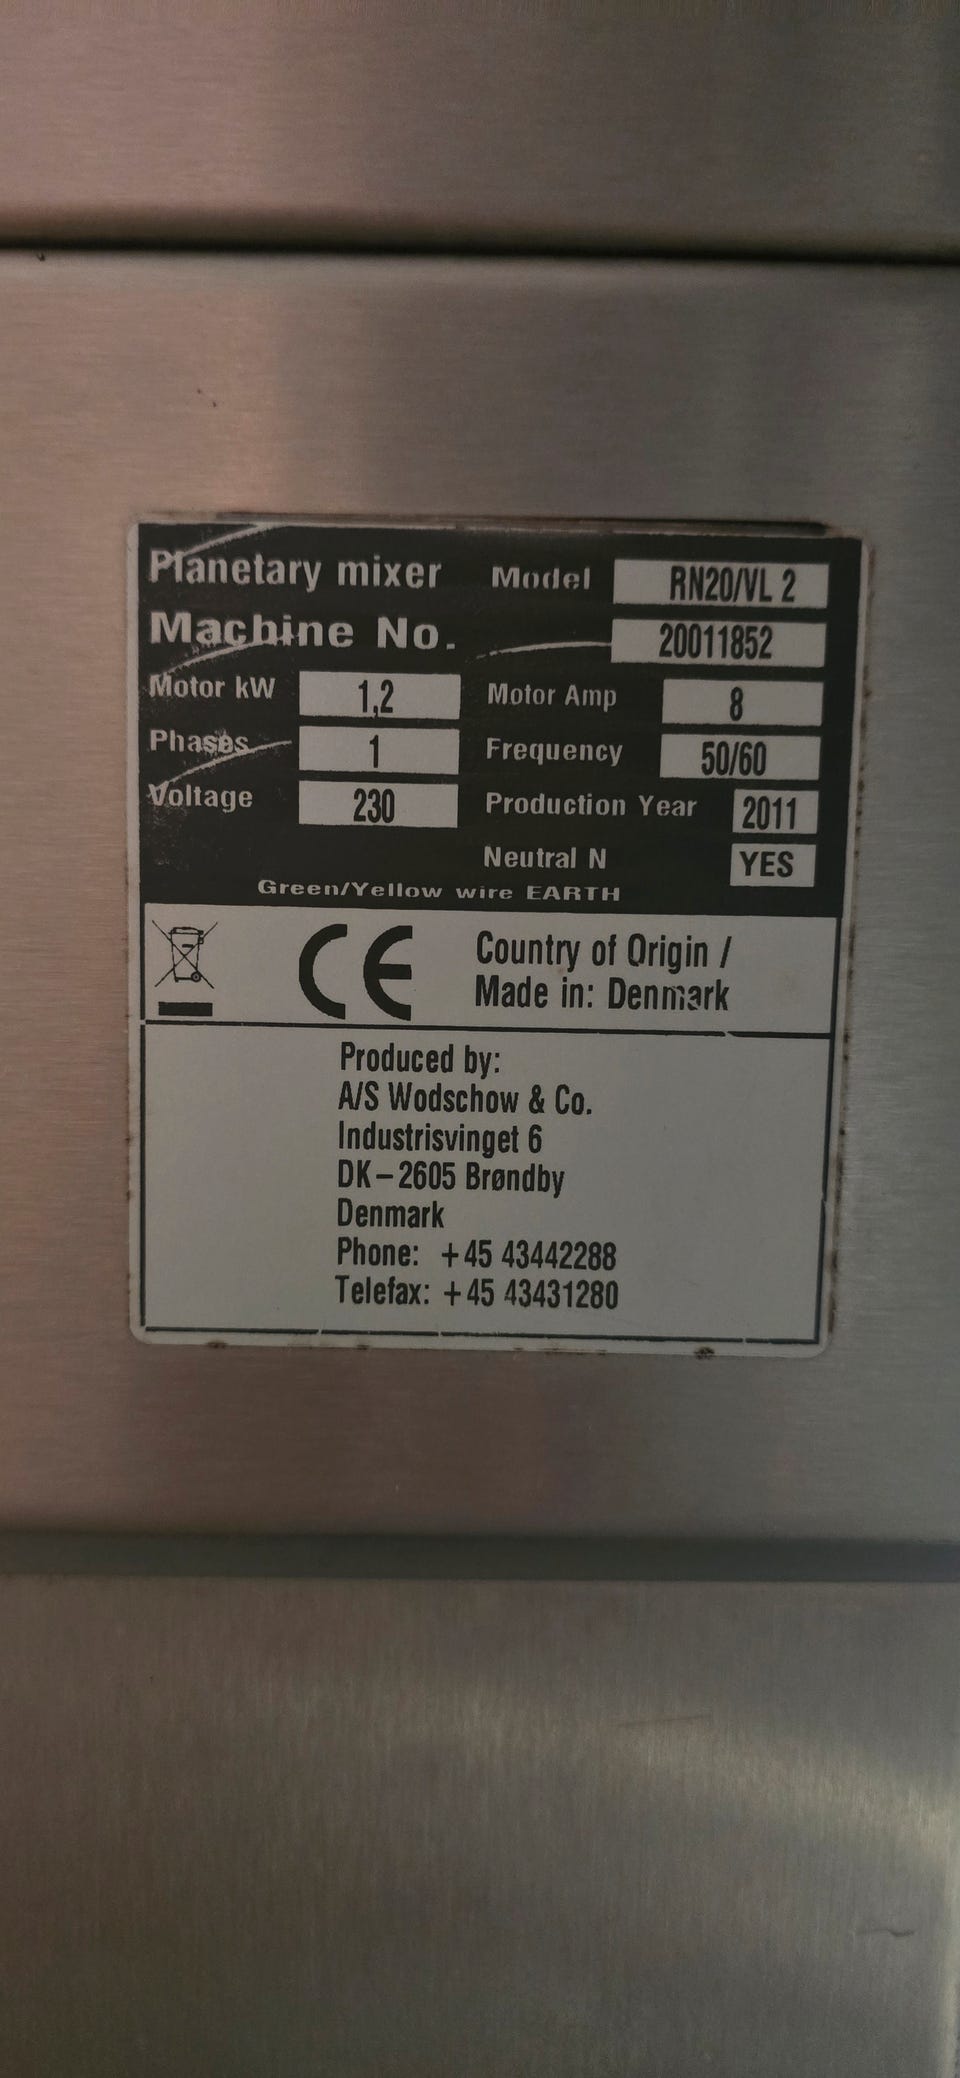 Planetary mixer Model RN20/VL 2
Machine No. 20011852
Motor kW 1,2 Motor Amp 8
Phases 1 Frequency 50/60
Voltage 230 Production Year 2011
Neutral N YES
Green/Yellow wire EARTH
CE Country of Origin /
Made in: Denmark
Produced by:
A/S Wodschow & Co.
Industrisvinget 6
DK-2605 Brøndby
Denmark
Phone: +45 43442288
Telefax: +45 43431280